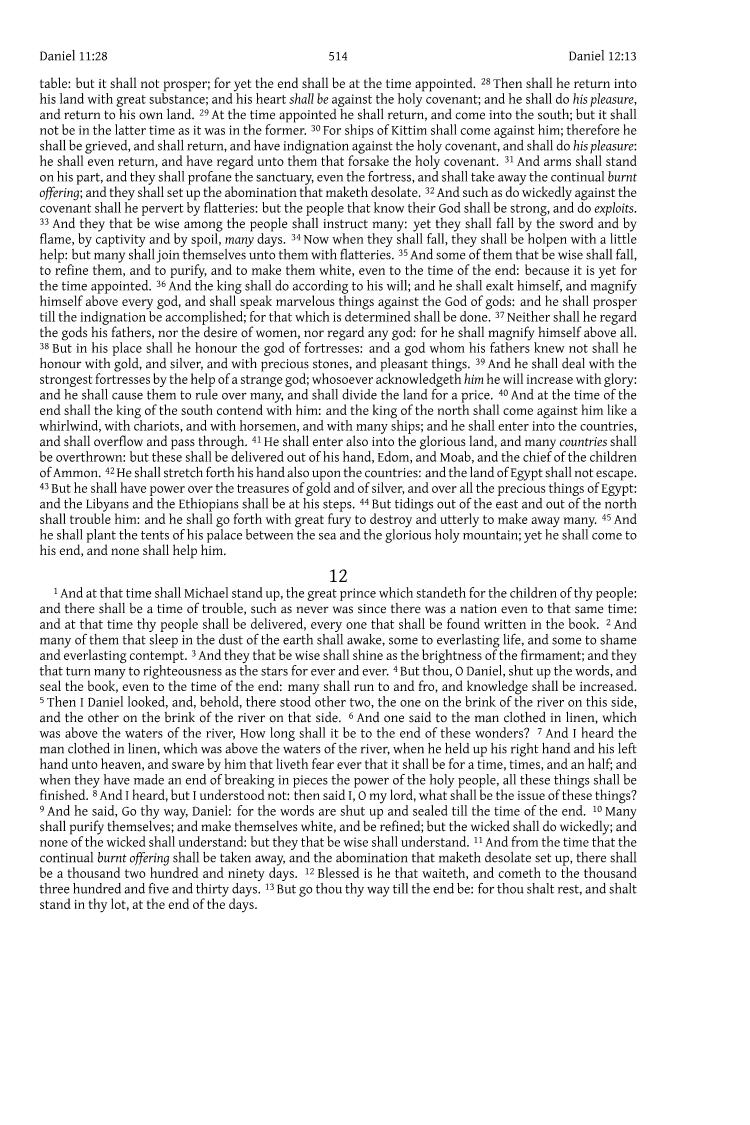 Daniel 11:28 514 Daniel 12:13
table: but it shall not prosper; for yet the end shall be at the time appointed. 28 Then shall he return into
his land with great substance; and his heart shall be against the holy covenant; and he shall do his pleasure,
and return to his own land. 29 At the time appointed he shall return, and come into the south; but it shall
not be in the latter time as it was in the former. 30 For ships of Kittim shall come against him; therefore he
shall be grieved, and shall return, and have indignation against the holy covenant, and shall do his pleasure:
he shall even return, and have regard unto them that forsake the holy covenant. 31 And arms shall stand
on his part, and they shall profane the sanctuary, even the fortress, and shall take away the continual burnt
offering; and they shall set up the abomination that maketh desolate. 32 And such as do wickedly against the
covenant shall he pervert by flatteries: but the people that know their God shall be strong, and do exploits.
33 And they that be wise among the people shall instruct many: yet they shall fall by the sword and by
flame, by captivity and by spoil, many days. 34 Now when they shall fall, they shall be holpen with a little
help: but many shall join themselves unto them with flatteries. 35 And some of them that be wise shall fall,
to refine them, and to purify, and to make them white, even to the time of the end: because it is yet for
the time appointed. 36 And the king shall do according to his will; and he shall exalt himself, and magnify
himself above every god, and shall speak marvelous things against the God of gods: and he shall prosper
till the indignation be accomplished; for that which is determined shall be done. 37 Neither shall he regard
the gods his fathers, nor the desire of women, nor regard any god: for he shall magnify himself above all.
38 But in his place shall he honour the god of fortresses: and a god whom his fathers knew not shall he
honour with gold, and silver, and with precious stones, and pleasant things. 39 And he shall deal with the
strongest fortresses by the help of a strange god; whosoever acknowledgeth him he will increase with glory:
and he shall cause them to rule over many, and shall divide the land for a price. 40 And at the time of the
end shall the king of the south contend with him: and the king of the north shall come against him like a
whirlwind, with chariots, and with horsemen, and with many ships; and he shall enter into the countries,
and shall overflow and pass through. 41 He shall enter also into the glorious land, and many countries shall
be overthrown: but these shall be delivered out of his hand, Edom, and Moab, and the chief of the children
of Ammon. 42 He shall stretch forth his hand also upon the countries: and the land of Egypt shall not escape.
43 But he shall have power over the treasures of gold and of silver, and over all the precious things of Egypt:
and the Libyans and the Ethiopians shall be at his steps. 44 But tidings out of the east and out of the north
shall trouble him: and he shall go forth with great fury to destroy and utterly to make away many. 45 And
he shall plant the tents of his palace between the sea and the glorious holy mountain; yet he shall come to
his end, and none shall help him.
12
1 And at that time shall Michael stand up, the great prince which standeth for the children of thy people:
and there shall be a time of trouble, such as never was since there was a nation even to that same time:
and at that time thy people shall be delivered, every one that shall be found written in the book. 2 And
many of them that sleep in the dust of the earth shall awake, some to everlasting life, and some to shame
and everlasting contempt. 3 And they that be wise shall shine as the brightness of the firmament; and they
that turn many to righteousness as the stars for ever and ever. 4 But thou, O Daniel, shut up the words, and
seal the book, even to the time of the end: many shall run to and fro, and knowledge shall be increased.
5 Then I Daniel looked, and, behold, there stood other two, the one on the brink of the river on this side,
and the other on the brink of the river on that side. 6 And one said to the man clothed in linen, which
was above the waters of the river, How long shall it be to the end of these wonders? 7 And I heard the
man clothed in linen, which was above the waters of the river, when he held up his right hand and his left
hand unto heaven, and sware by him that liveth fear ever that it shall be for a time, times, and an half; and
when they have made an end of breaking in pieces the power of the holy people, all these things shall be
finished. 8 And I heard, but I understood not: then said I, O my lord, what shall be the issue of these things?
9 And he said, Go thy way, Daniel: for the words are shut up and sealed till the time of the end. 10 Many
shall purify themselves; and make themselves white, and be refined; but the wicked shall do wickedly; and
none of the wicked shall understand: but they that be wise shall understand. 11 And from the time that the
continual burnt offering shall be taken away, and the abomination that maketh desolate set up, there shall
be a thousand two hundred and ninety days. 12 Blessed is he that waiteth, and cometh to the thousand
three hundred and five and thirty days. 13 But go thou thy way till the end be: for thou shalt rest, and shalt
stand in thy lot, at the end of the days.